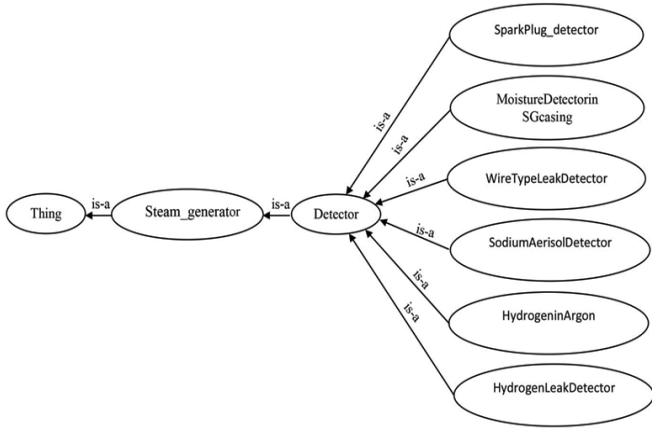 SparkPlug_detector
is-a
MoistureDetectorin
SGcasing
is-a
is-a
WireTypeLeakDetector
Thing
is-a
Steam_generator
is-a
Detector
is-a
SodiumAerisolDetector
is-a
HydrogeninArgon
is-a
HydrogenLeakDetector